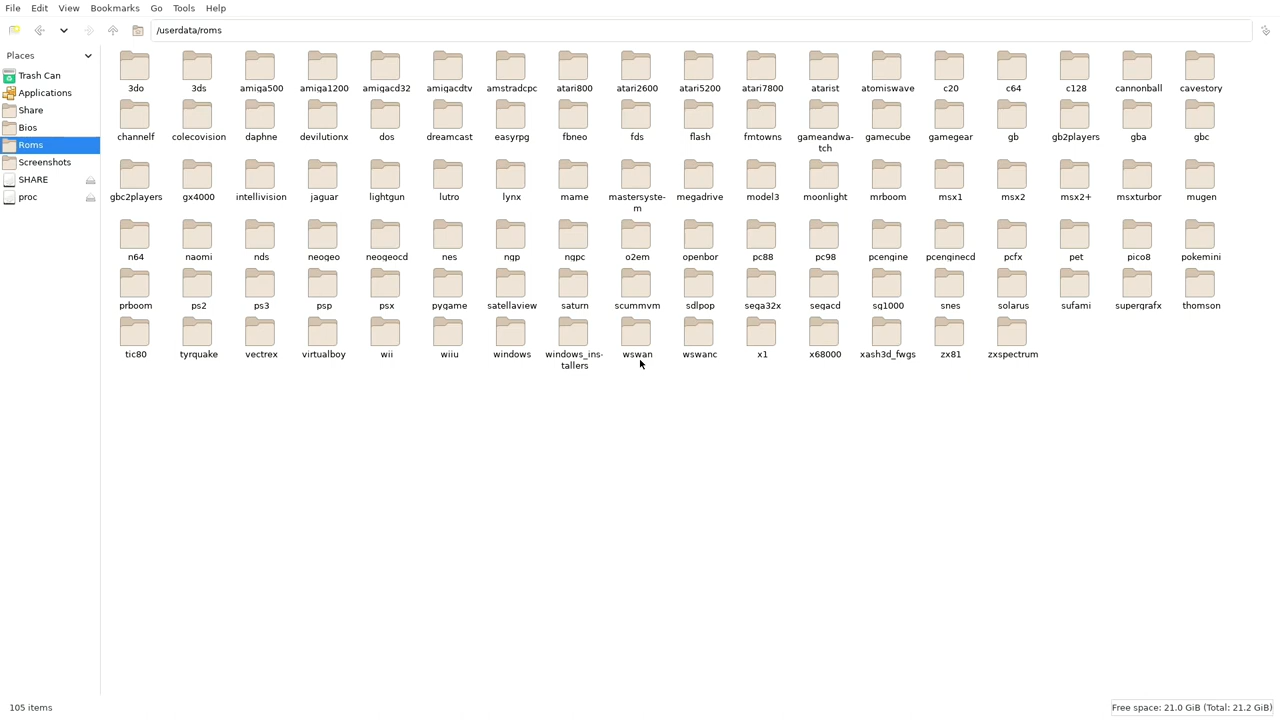 File Edit View Bookmarks Go Tools Help
/userdata/roms
Places
Trash Can
Applications
Share
Bios
Roms
Screenshots
SHARE
proc
3do 3ds amiga500 amiga1200 amigacd32 amigacdtv amstradcpc atari800 atari2600 atari5200 atari7800 atarist atomiswave c20 c64 c128 cannonball cavestory
channelf colecovision daphne devilutionx dos dreamcast easyrpg fbneo fds flash fmtowns gameandwa- gamecube gamegear gb gb2players gba gbc
tch
gbc2players gx4000 intellivision jaguar lightgun lutro lynx mame mastersyste- megadrive model3 moonlight mrboom msx1 msx2 msx2+ msxturbor mugen
m
n64 naomi nds neogeo neogeocd nes ngp ngpc o2em openbor pc88 pc98 pcengine pcenginecd pcfx pet pico8 pokemini
prboom ps2 ps3 psp psx pygame satellaview saturn scummvm sdlpop sega32x segacd sg1000 snes solarus sufami supergrafx thomson
tic80 tyrquake vectrex virtualboy wii wiiu windows windows_ins- wswan wswanc x1 x68000 xash3d_fwgs zx81 zxspectrum
tallers
105 items
Free space: 21.0 GiB (Total: 21.2 GiB)